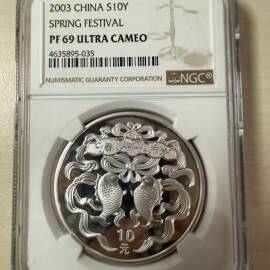 2003 CHINA S10Y
SPRING FESTIVAL
PF 69 ULTRA CAMEO
4635895-035
NUMISMATIC GUARANTY CORPORATION
NGC
10
元